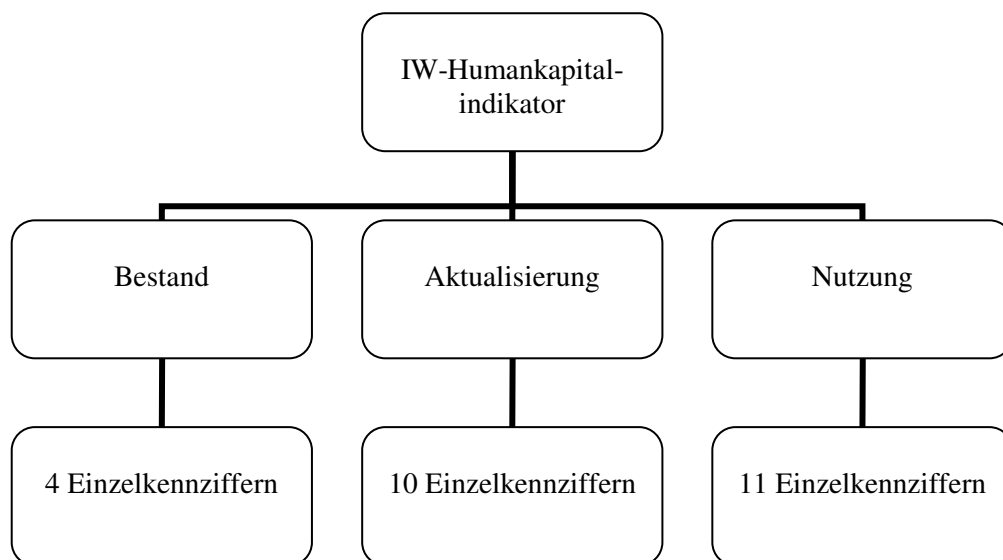 IW-Humankapital-
indikator
Bestand
Aktualisierung
Nutzung
4 Einzelkennziffern
10 Einzelkennziffern
11 Einzelkennziffern